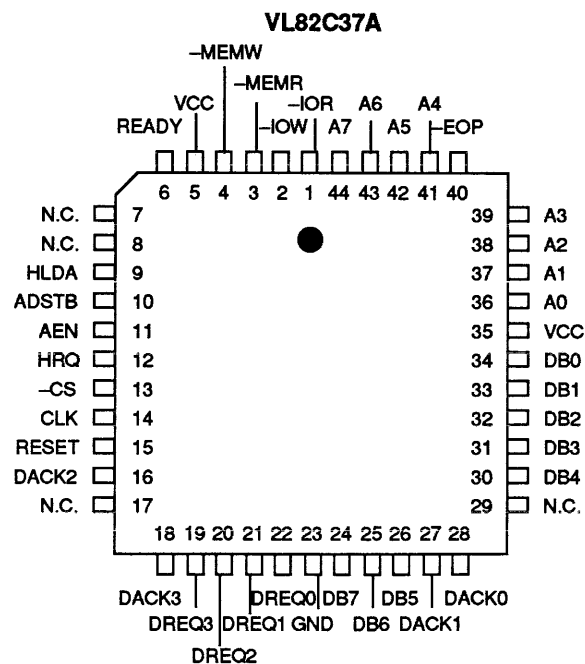 VL82C37A
–MEMW
–MEMR
VCC –IOR A6 A4
READY –IOW A7 A5 –EOP
6 5 4 3 2 1 44 43 42 41 40
N.C. 7 39 A3
N.C. 8 38 A2
HLDA 9 37 A1
ADSTB 10 36 A0
AEN 11 35 VCC
HRQ 12 34 DB0
–CS 13 33 DB1
CLK 14 32 DB2
RESET 15 31 DB3
DACK2 16 30 DB4
N.C. 17 29 N.C.
18 19 20 21 22 23 24 25 26 27 28
DACK3 DREQ0 DB7 DB5 DACK0
DREQ3 DREQ1 GND DB6 DACK1
DREQ2